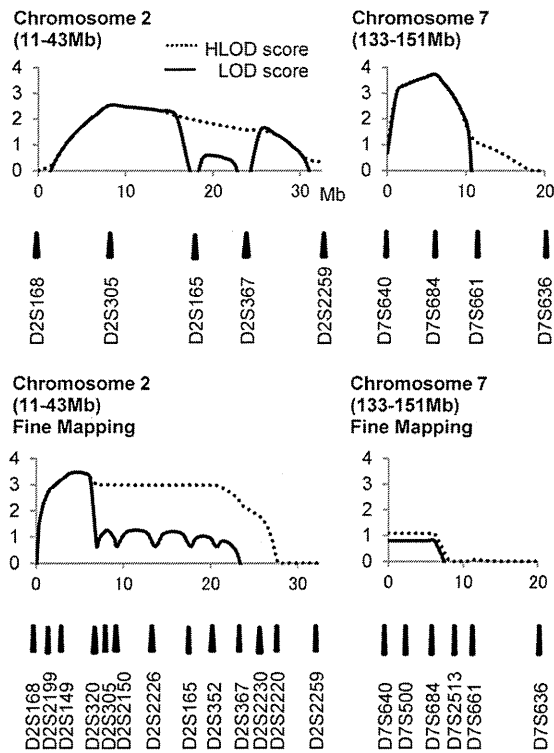 Chromosome 2
(11-43Mb)
HLOD score
LOD score
4
3
2
1
0
0 10 20 30 Mb
D2S168
D2S305
D2S165
D2S367
D2S2259
Chromosome 7
(133-151Mb)
4
3
2
1
0
0 10 20
D7S640
D7S684
D7S661
D7S636
Chromosome 2
(11-43Mb)
Fine Mapping
4
3
2
1
0
0 10 20 30
D2S168
D2S2199
D2S149
D2S320
D2S305
D2S2150
D2S2226
D2S165
D2S352
D2S367
D2S2230
D2S2220
D2S2259
Chromosome 7
(133-151Mb)
Fine Mapping
4
3
2
1
0
0 10 20
D7S640
D7S500
D7S684
D7S2513
D7S661
D7S636